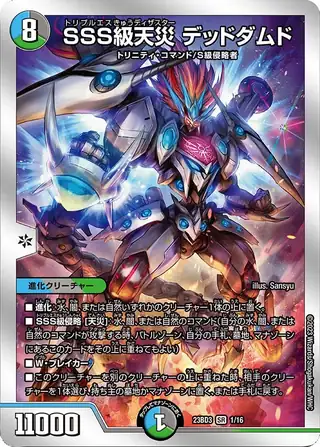 8
トリプルエスきゅうディザスター
SSS級天災 デッドダムド
トリニティ・コマンド/S級侵略者
illus. Sansyu
進化クリーチャー
■進化：水、闇、または自然いずれかのクリーチャー1体の上に置く。
■SSS級侵略［天災］：水、闇、または自然のコマンド(自分の水、闇、または自然のコマンドが攻撃する時、バトルゾーン、自分の手札、墓地、マナゾーンにあるこのカードをその上に重ねてもよい)
■W・ブレイカー
■このクリーチャーを別のクリーチャーの上に重ねた時、相手のクリーチャーを1体選び、持ち主の墓地かマナゾーンに置く、または手札に戻す。
11000
1
23BD3 SR 1/16